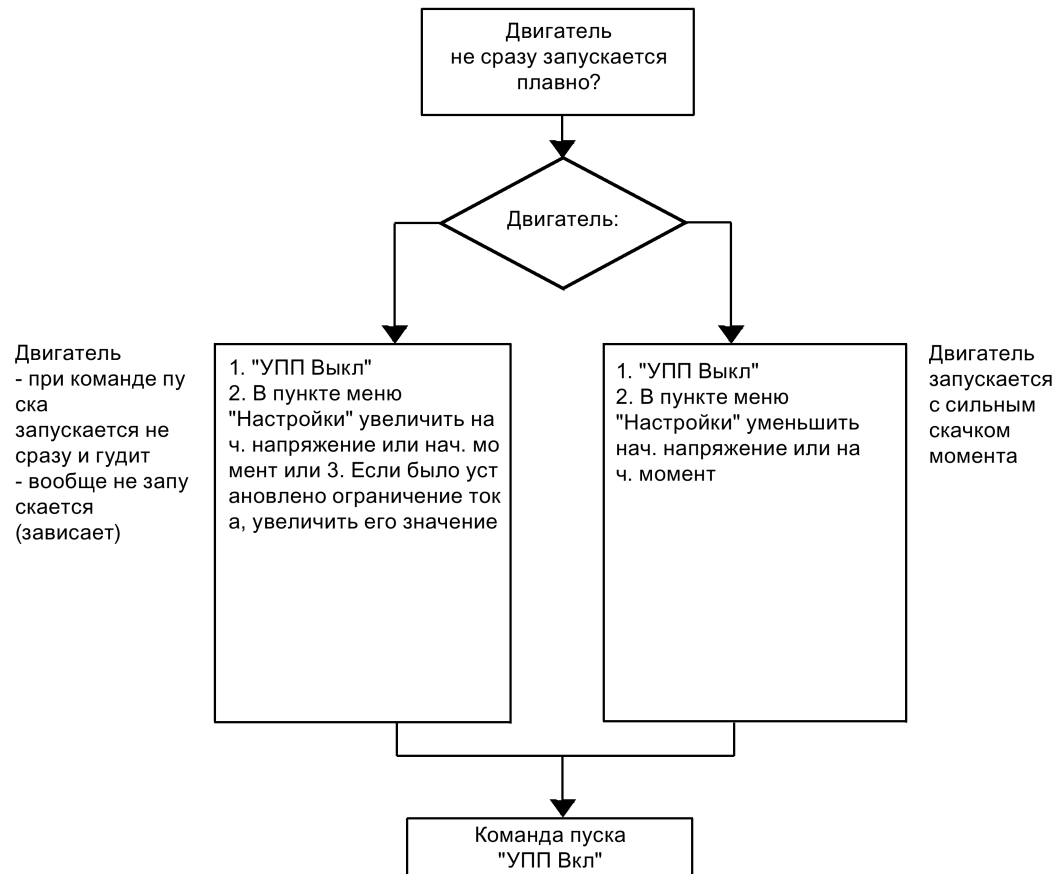 Двигатель
не сразу запускается
плавно?
Двигатель:
Двигатель
- при команде пу
ска
запускается не
сразу и гудит
- вообще не запу
скается
(зависает)
1. "УПП Выкл"
2. В пункте меню
"Настройки" увеличить на
ч. напряжение или нач. мо
мент или 3. Если было уст
ановлено ограничение ток
а, увеличить его значение
1. "УПП Выкл"
2. В пункте меню
"Настройки" уменьшить
нач. напряжение или на
ч. момент
Двигатель
запускается
с сильным
скачком
момента
Команда пуска
"УПП Вкл"